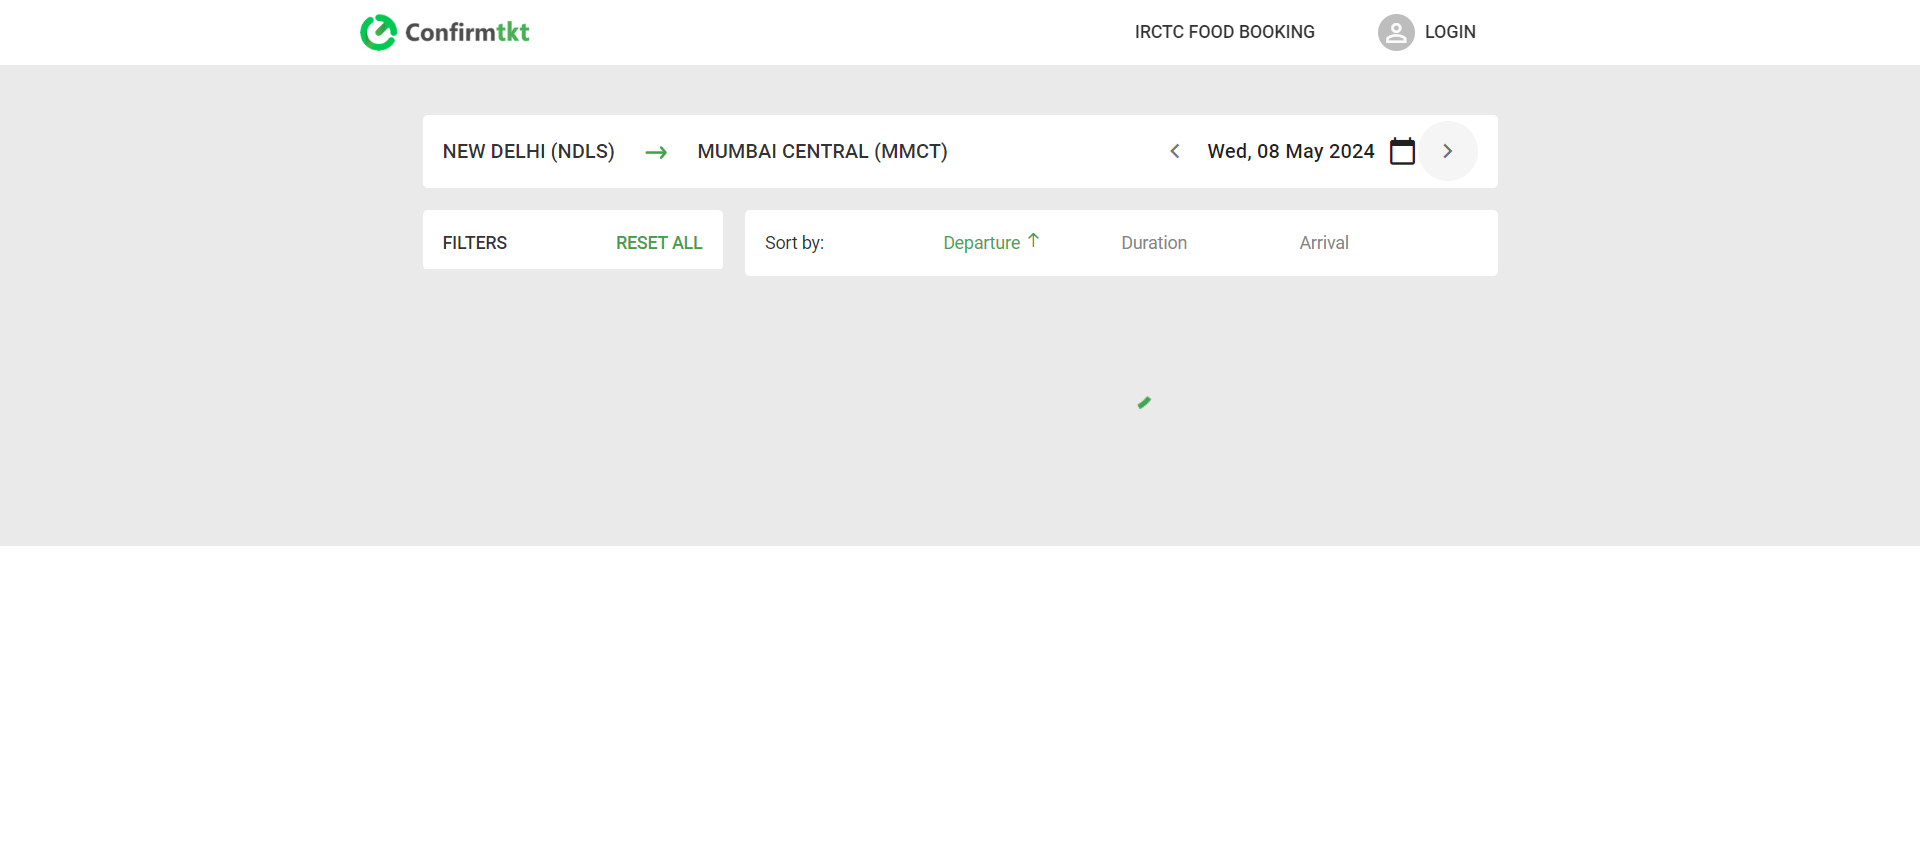 Confirmtkt
IRCTC FOOD BOOKING
LOGIN
NEW DELHI (NDLS) → MUMBAI CENTRAL (MMCT)
Wed, 08 May 2024
FILTERS
RESET ALL
Sort by:
Departure ↑
Duration
Arrival